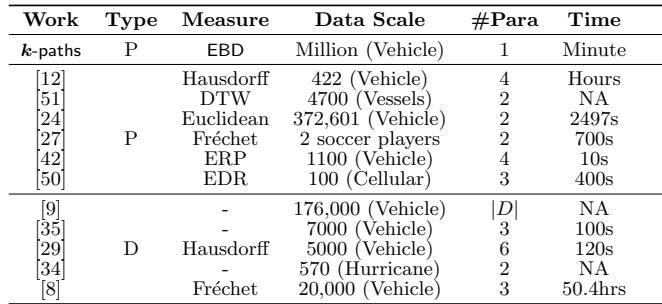 Work Type Measure Data Scale #Para Time
k-paths P EBD Million (Vehicle) 1 Minute
[12] Hausdorff 422 (Vehicle) 4 Hours
[51] DTW 4700 (Vessels) 2 NA
[24] Euclidean 372,601 (Vehicle) 2 2497s
[27] P Fréchet 2 soccer players 2 700s
[42] ERP 1100 (Vehicle) 4 10s
[50] EDR 100 (Cellular) 3 400s
[9] - 176,000 (Vehicle) |D| NA
[35] - 7000 (Vehicle) 3 100s
[29] D Hausdorff 5000 (Vehicle) 6 120s
[34] - 570 (Hurricane) 2 NA
[8] Fréchet 20,000 (Vehicle) 3 50.4hrs